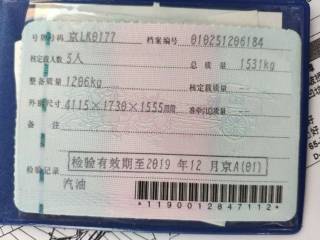 号牌号码 京LK0177 档案编号 010251206184
核定载人数 5人 总质量 1531kg
整备质量 1206kg 核定载质量
外廓尺寸 4115×1730×1555mm 准牵引总质量
备注
检验记录 检验有效期至2019年12月京A(01)
汽油
*1190012847112*